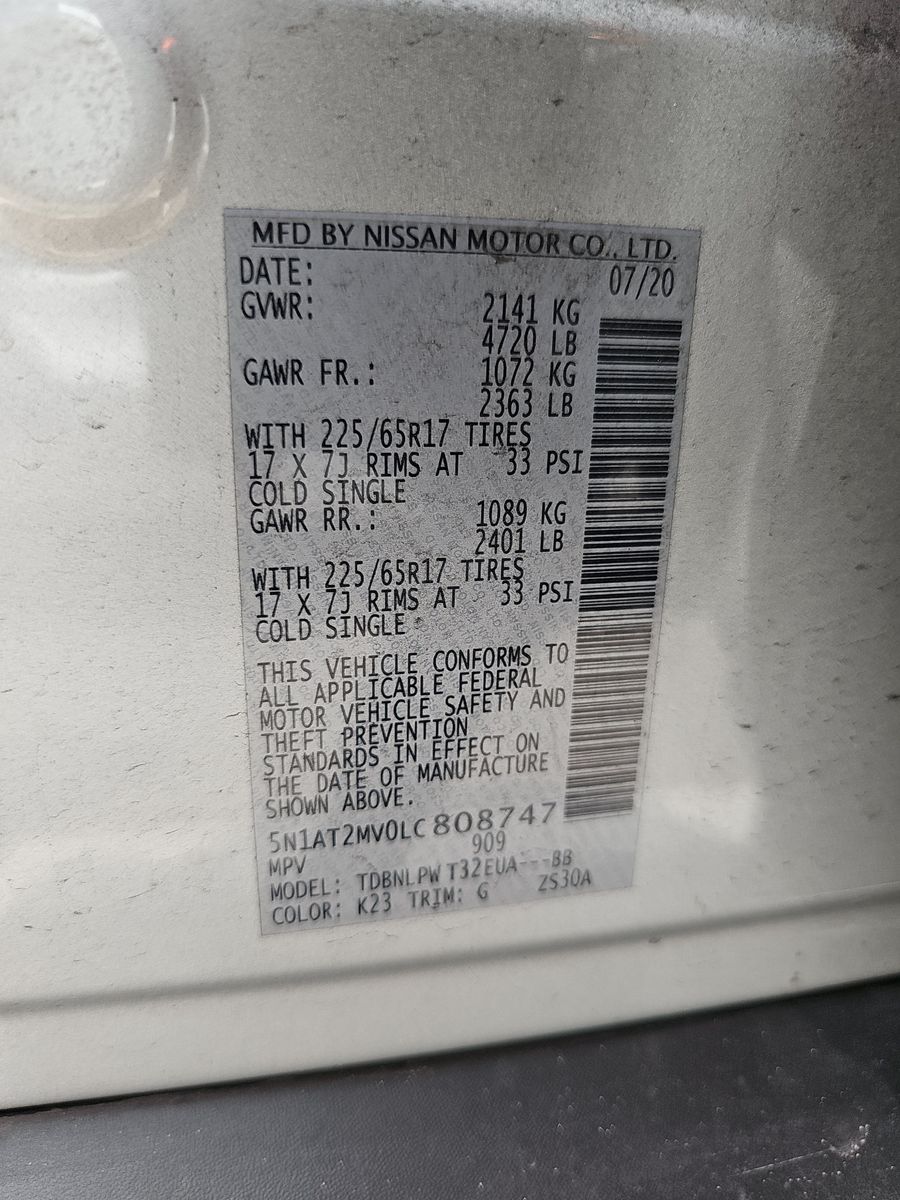 MFD BY NISSAN MOTOR CO., LTD.
DATE: 07/20
GVWR: 2141 KG
4720 LB
GAWR FR.: 1072 KG
2363 LB
WITH 225/65R17 TIRES
17 X 7J RIMS AT 33 PSI
COLD SINGLE
GAWR RR.: 1089 KG
2401 LB
WITH 225/65R17 TIRES
17 X 7J RIMS AT 33 PSI
COLD SINGLE
THIS VEHICLE CONFORMS TO
ALL APPLICABLE FEDERAL
MOTOR VEHICLE SAFETY AND
THEFT PREVENTION
STANDARDS IN EFFECT ON
THE DATE OF MANUFACTURE
SHOWN ABOVE.
5N1AT2MV0LC808747
MPV 909
MODEL: TDBNLPW T32EUA---BB
COLOR: K23 TRIM: G ZS30A